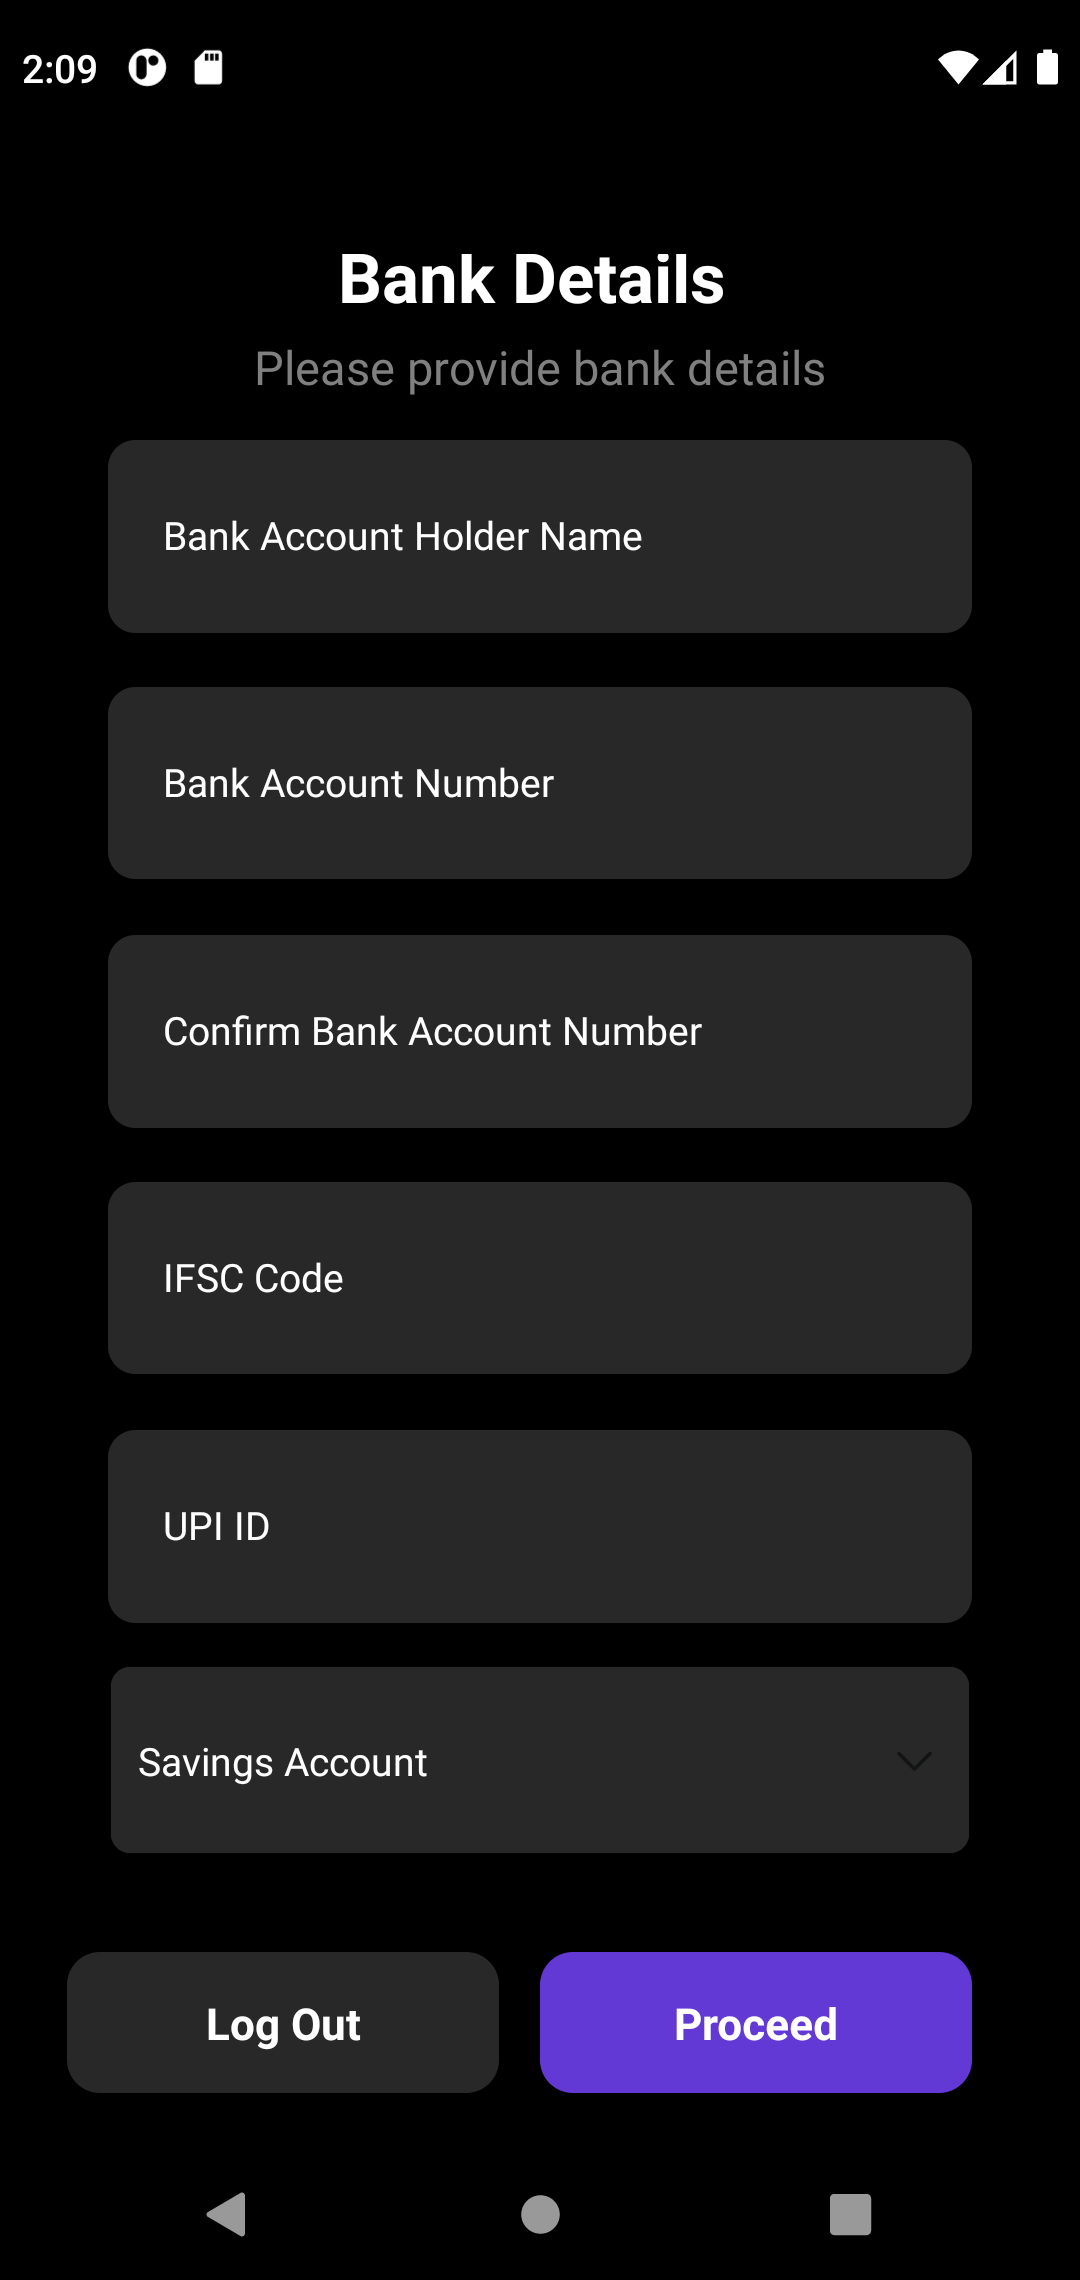 2:09
Bank Details
Please provide bank details
Bank Account Holder Name
Bank Account Number
Confirm Bank Account Number
IFSC Code
UPI ID
Savings Account
Log Out
Proceed